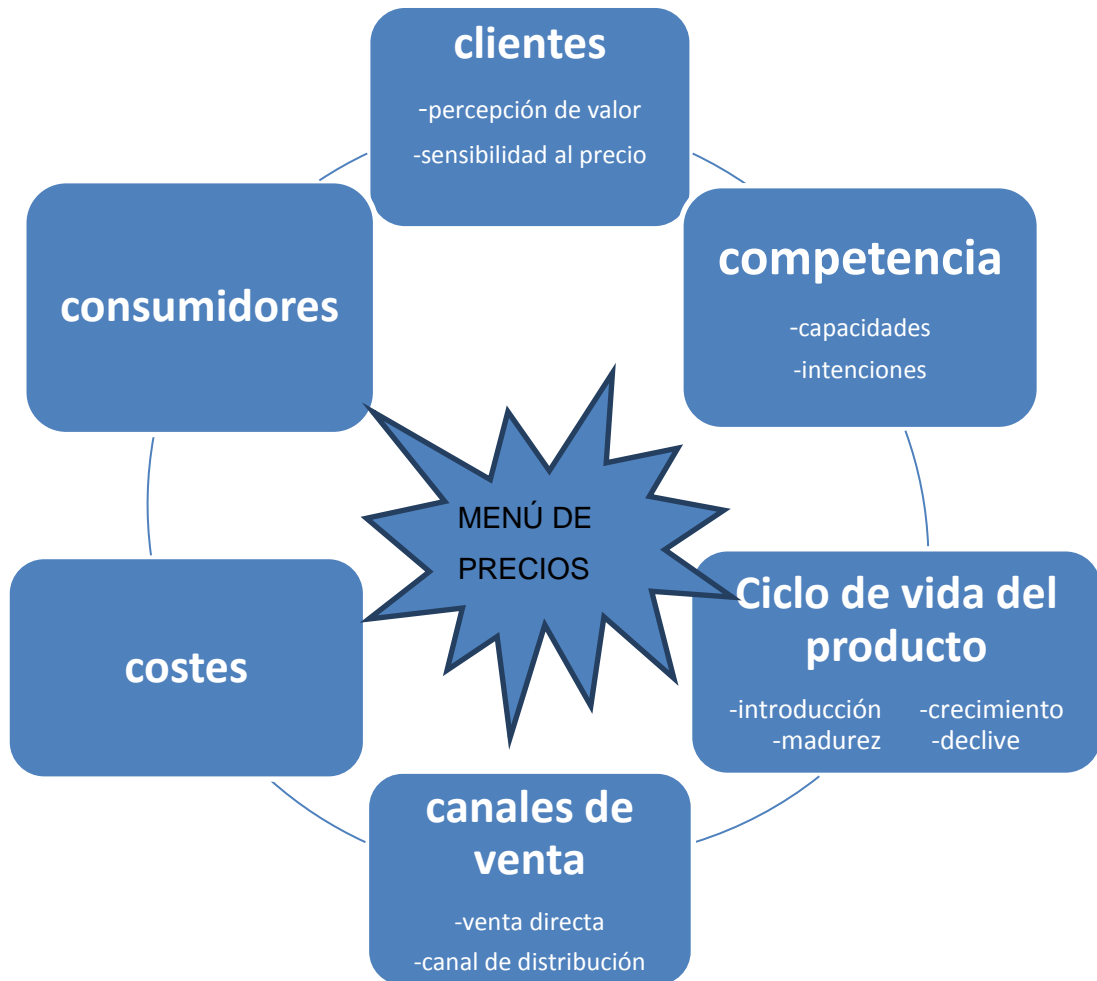 clientes
-percepción de valor
-sensibilidad al precio
competencia
-capacidades
-intenciones
Ciclo de vida del
producto
-introducción -crecimiento
-madurez -declive
canales de
venta
-venta directa
-canal de distribución
costes
consumidores
MENÚ DE
PRECIOS